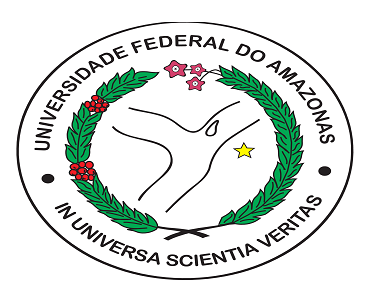 UNIVERSIDADE FEDERAL DO AMAZONAS
IN UNIVERSA SCIENTIA VERITAS